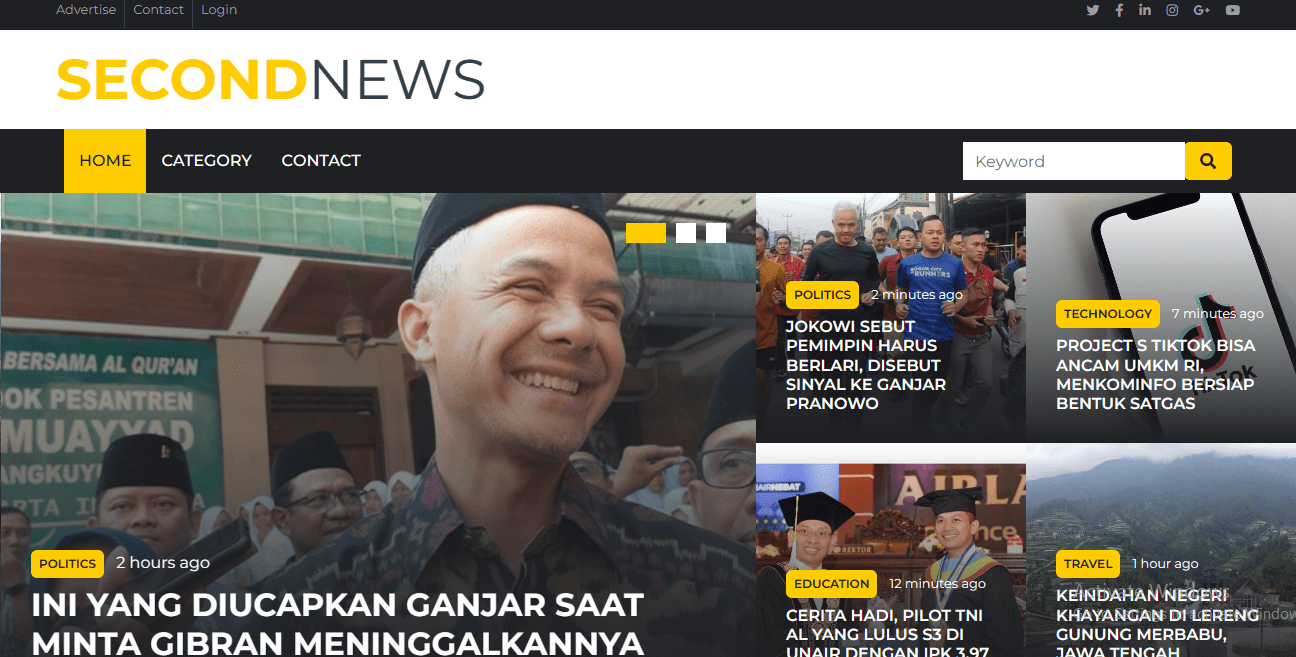 Advertise
Contact
Login
SECONDNEWS
HOME
CATEGORY
CONTACT
Keyword
BERSAMA AL QUR'AN
OK PESANTREN
MUAYYAD
POLITICS
2 hours ago
INI YANG DIUCAPKAN GANJAR SAAT
MINTA GIBRAN MENINGGALKANNYA
BOGOR CITY
RUNNERS
POLITICS
2 minutes ago
JOKOWI SEBUT
PEMIMPIN HARUS
BERLARI, DISEBUT
SINYAL KE GANJAR
PRANOWO
TECHNOLOGY
7 minutes ago
PROJECT S TIKTOK BISA
ANCAM UMKM RI,
MENKOMINFO BERSIAP
BENTUK SATGAS
REKTOR
EDUCATION
12 minutes ago
CERITA HADI, PILOT TNI
AL YANG LULUS S3 DI
UNAIR DENGAN IPK 3,97
TRAVEL
1 hour ago
KEINDAHAN NEGERI
KHAYANGAN DI LERENG
GUNUNG MERBABU,
JAWA TENGAH
Activate Windows